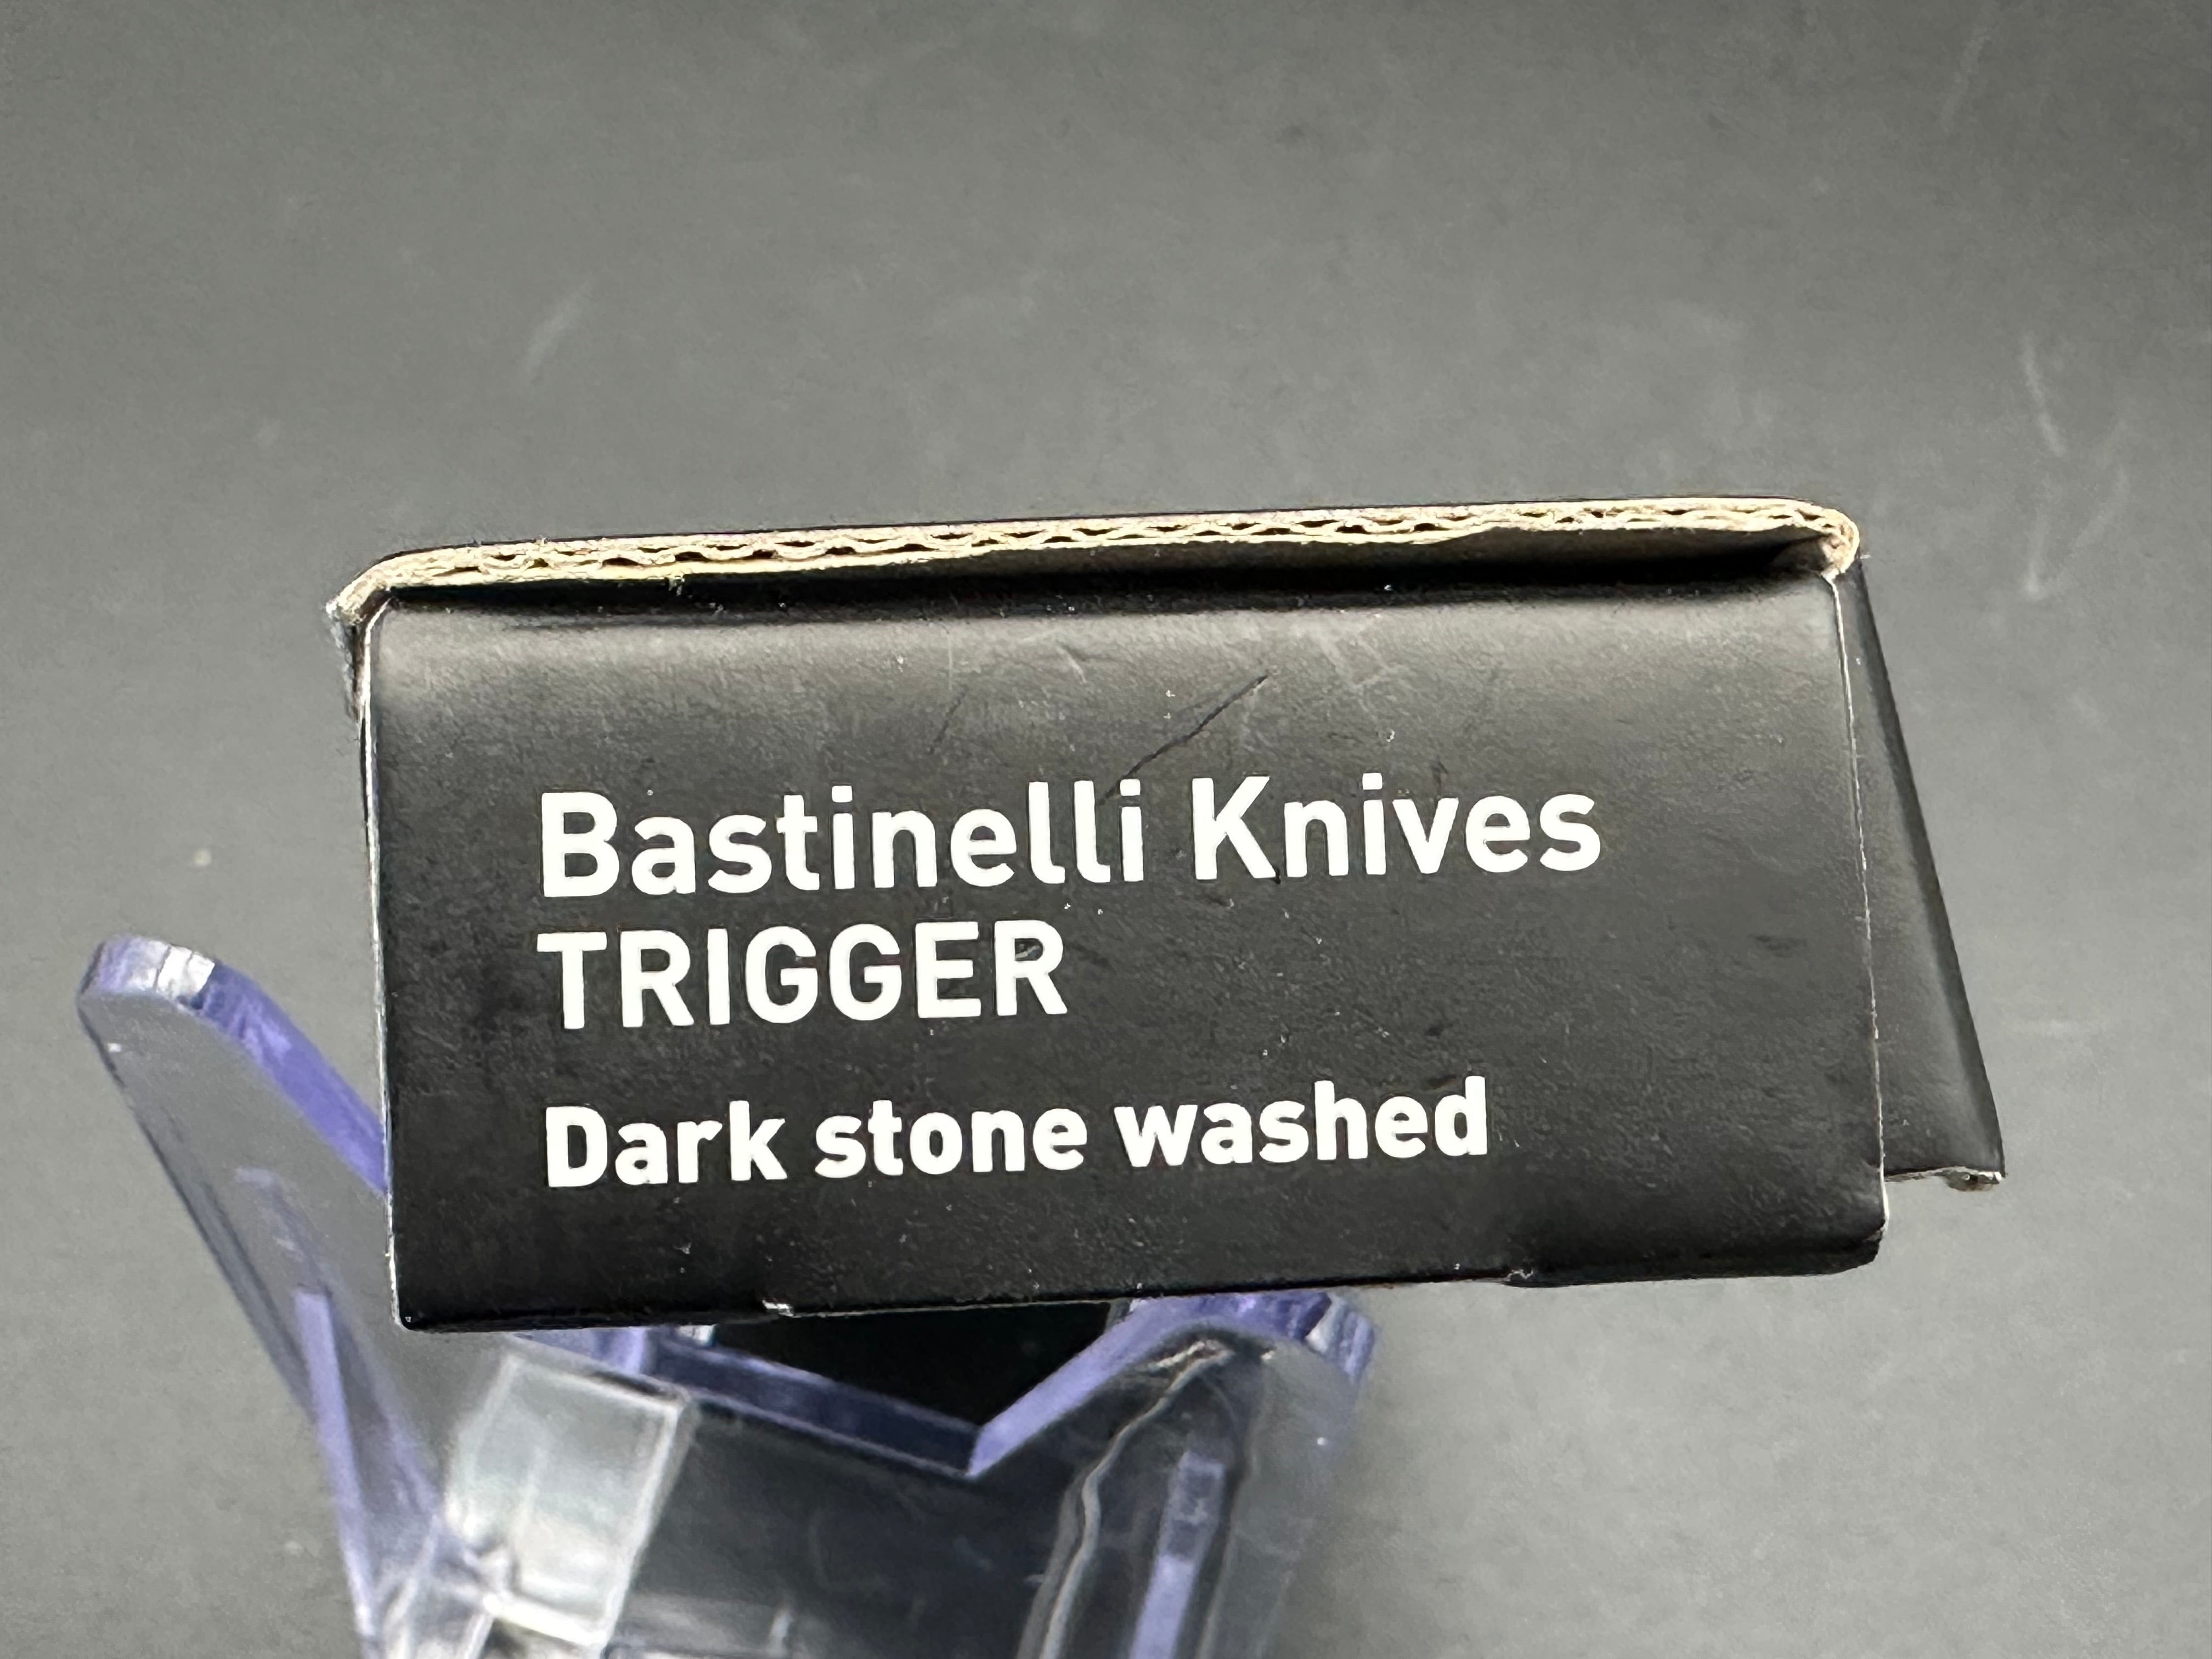 Bastinelli Knives
TRIGGER
Dark stone washed